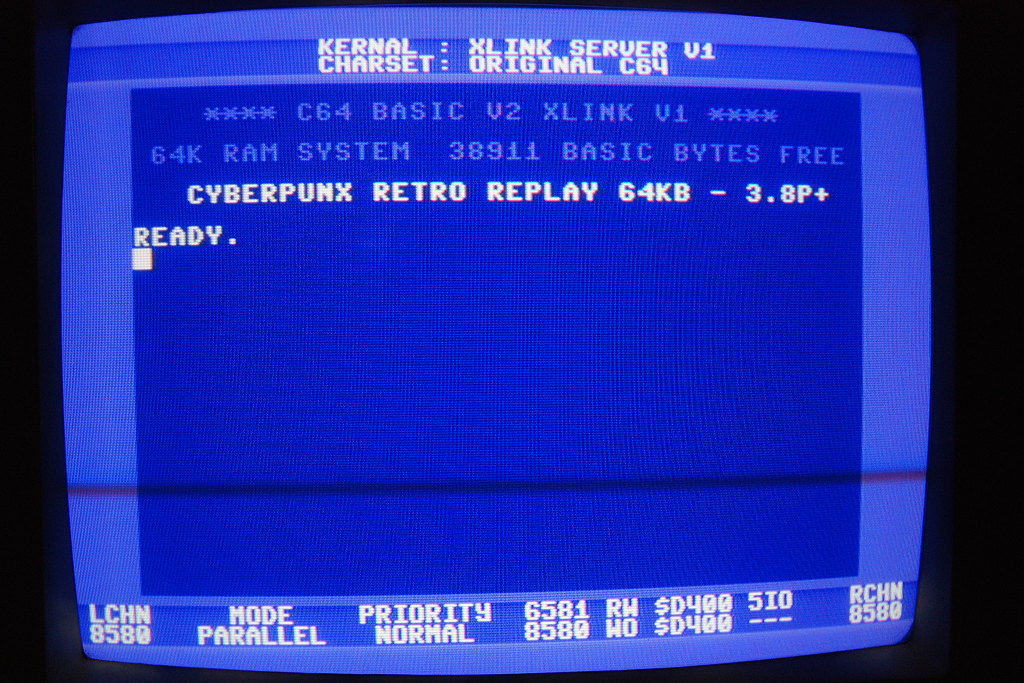 KERNAL : XLINK SERVER V1
CHARSET: ORIGINAL C64
**** C64 BASIC V2 XLINK V1 ****
64K RAM SYSTEM 38911 BASIC BYTES FREE
CYBERPUNX RETRO REPLAY 64KB - 3.8P+
READY.
LCHN MODE PRIORITY 6581 RW $D400 5IO RCHN
8580 PARALLEL NORMAL 8580 WO $D400 --- 8580